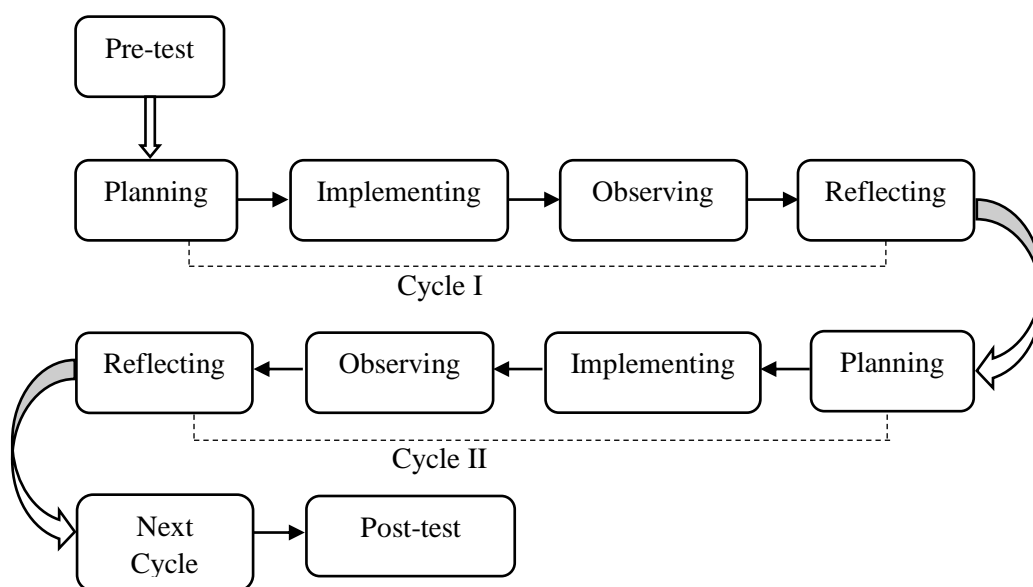 Pre-test
Planning
Implementing
Observing
Reflecting
Cycle I
Reflecting
Observing
Implementing
Planning
Cycle II
Next
Cycle
Post-test